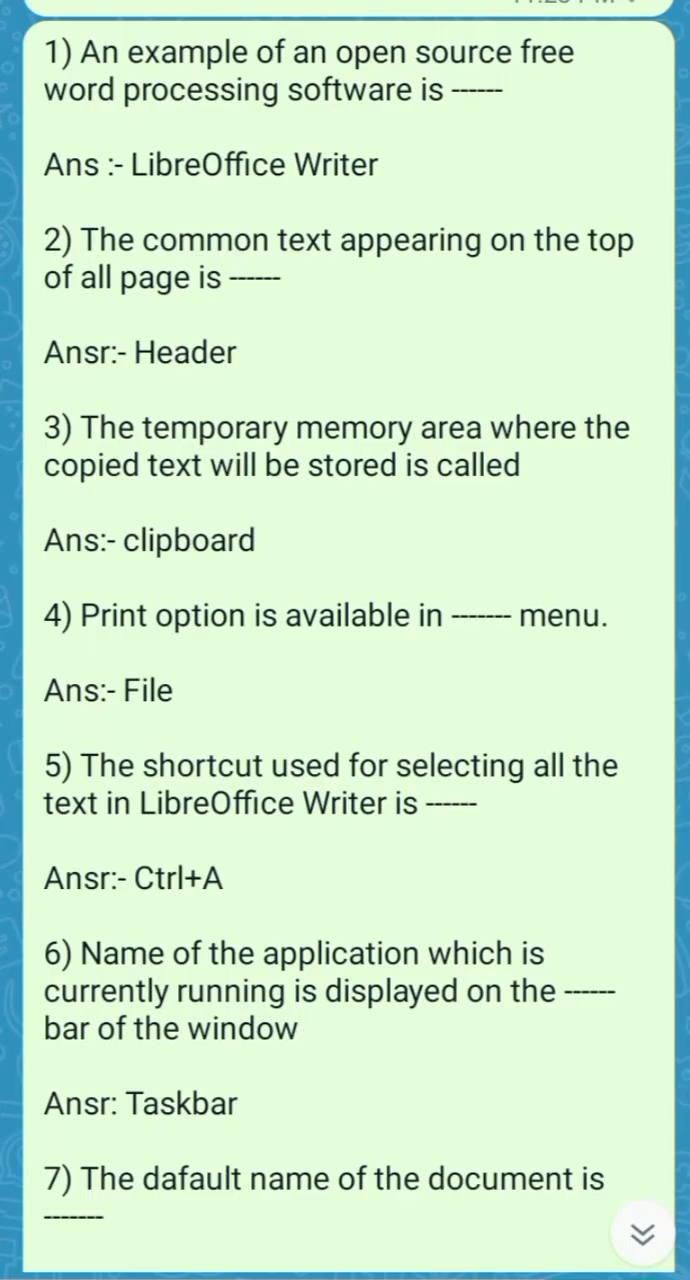 1) An example of an open source free
word processing software is ------
Ans :- LibreOffice Writer
2) The common text appearing on the top
of all page is ------
Ansr:- Header
3) The temporary memory area where the
copied text will be stored is called
Ans:- clipboard
4) Print option is available in ------- menu.
Ans:- File
5) The shortcut used for selecting all the
text in LibreOffice Writer is ------
Ansr:- Ctrl+A
6) Name of the application which is
currently running is displayed on the ------
bar of the window
Ansr: Taskbar
7) The dafault name of the document is
-------